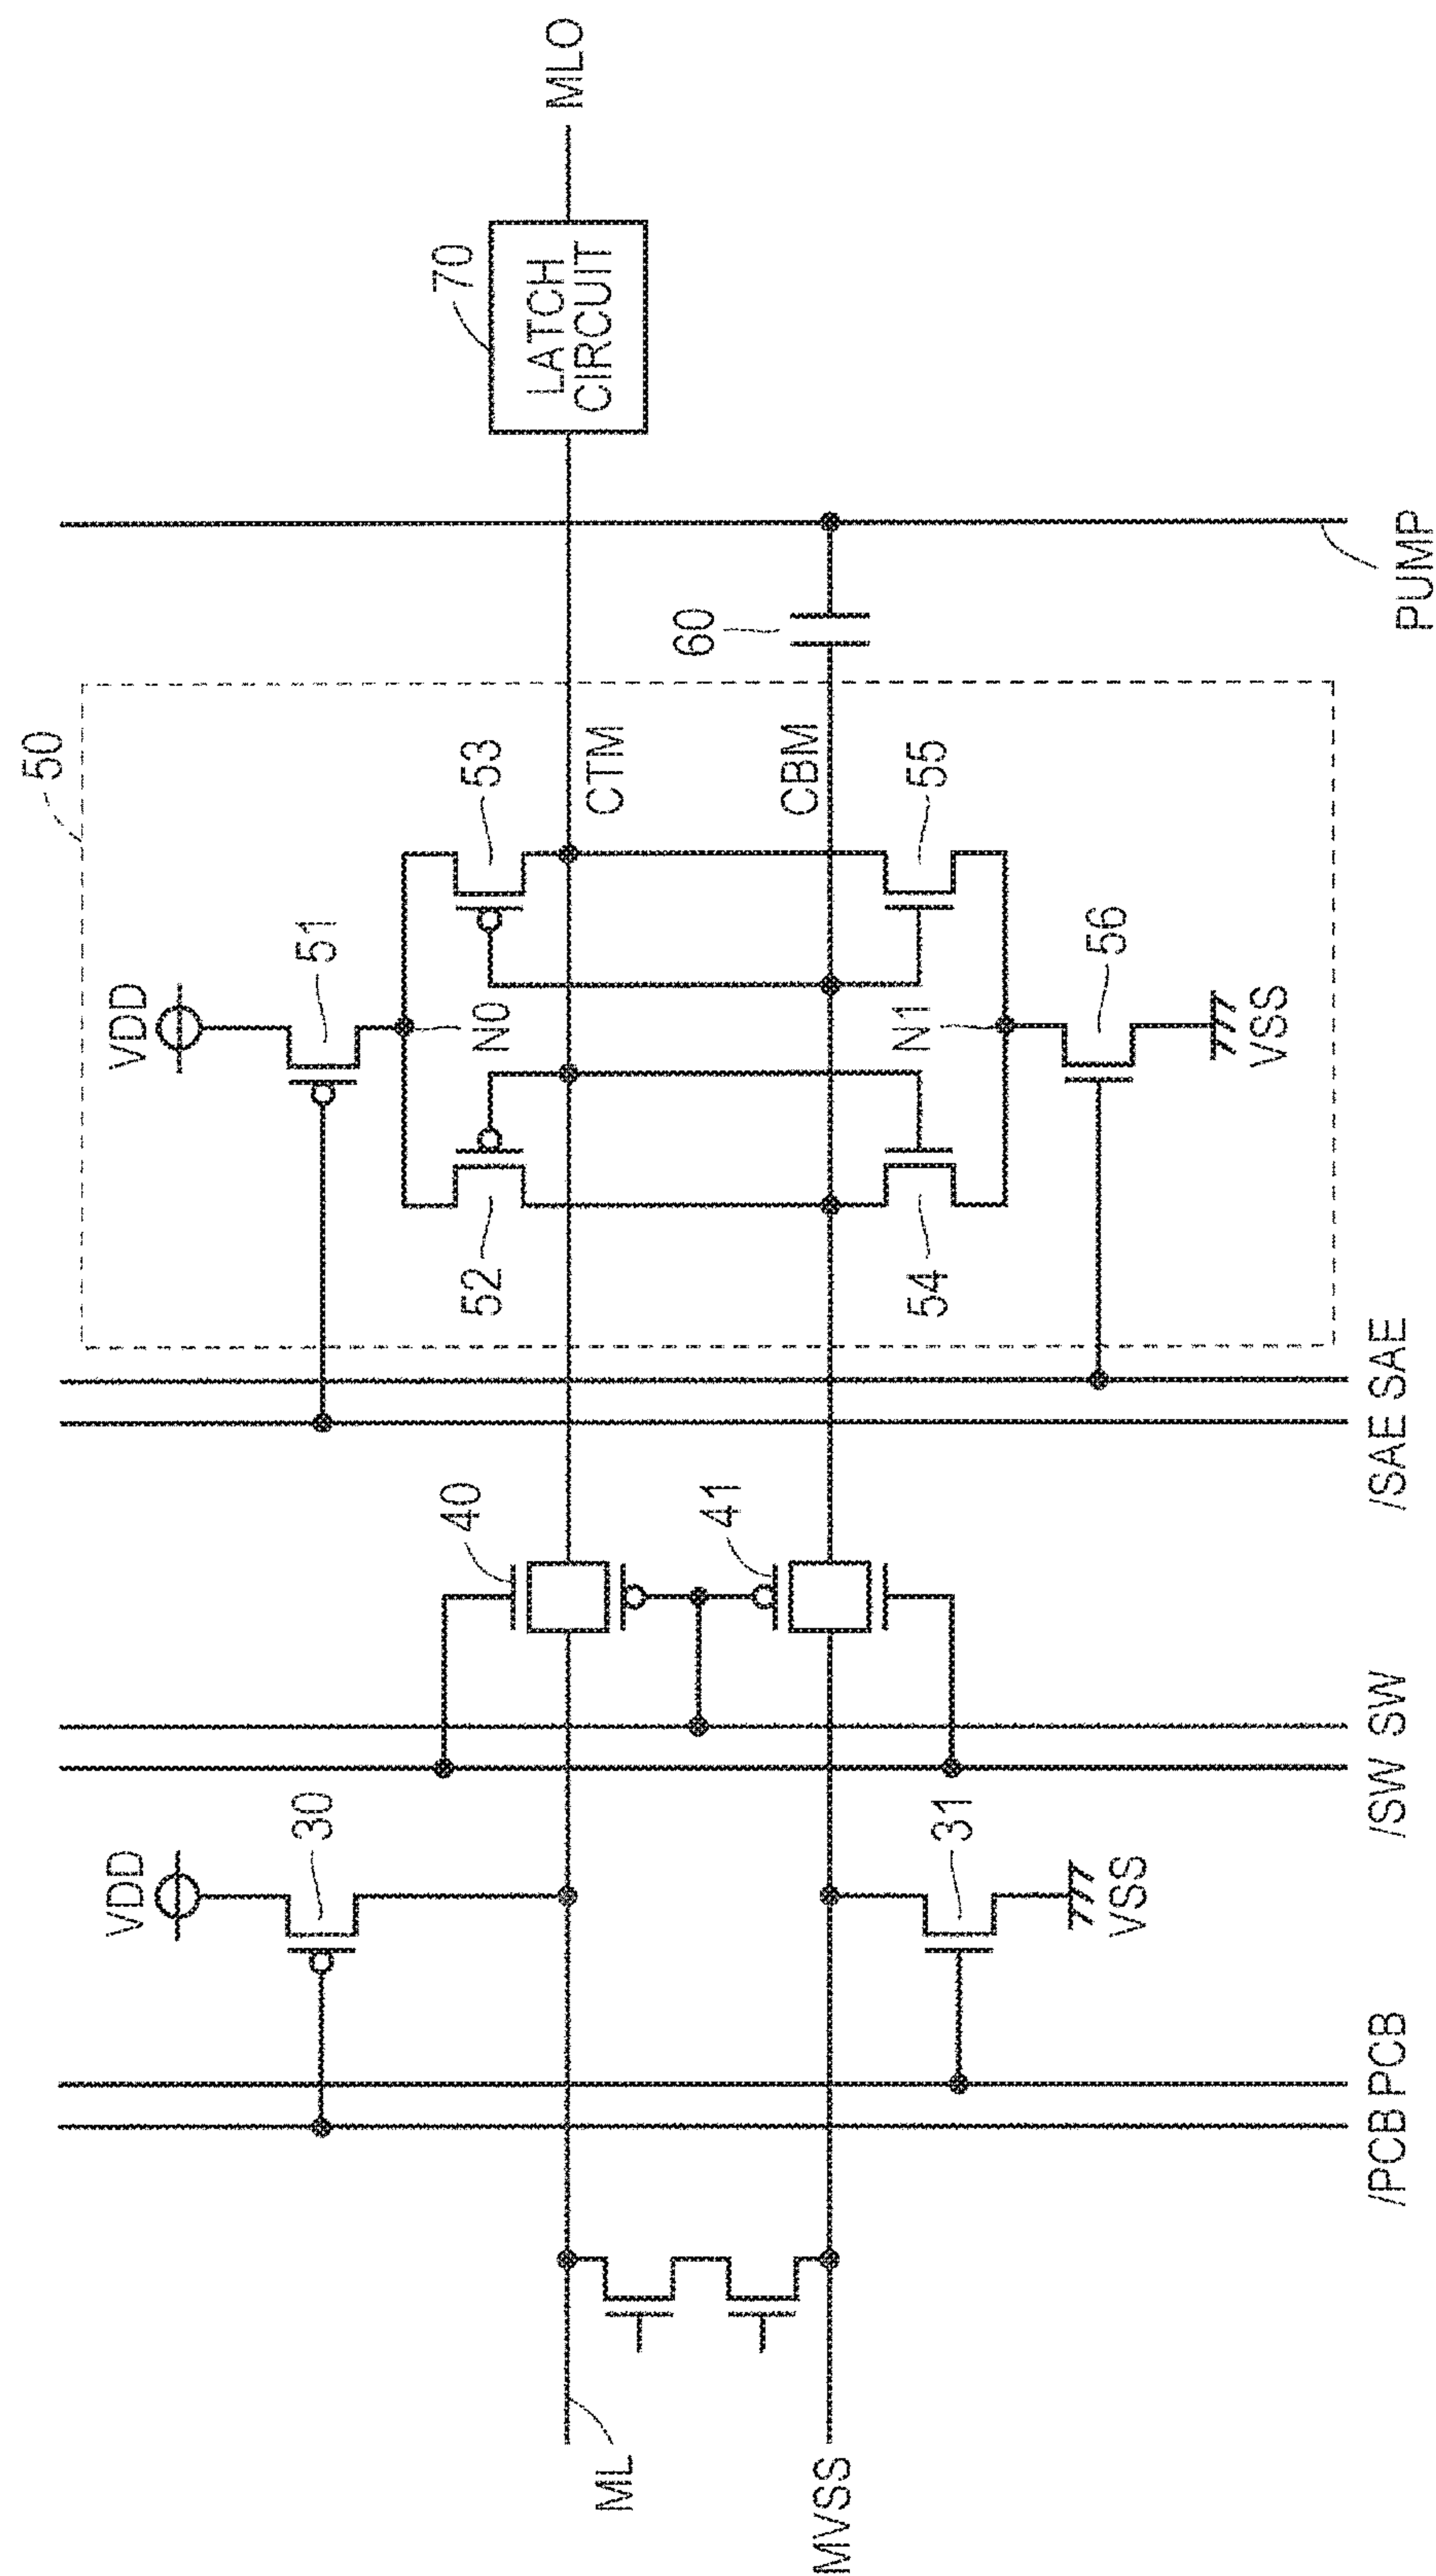 50
VDD
51
N0
52
53
CTM
CBM
54
55
N1
56
VSS
60
70
LATCH
CIRCUIT
MLO
VDD
30
40
41
31
VSS
ML
MVSS
/PCB PCB
/SW SW
/SAE SAE
PUMP